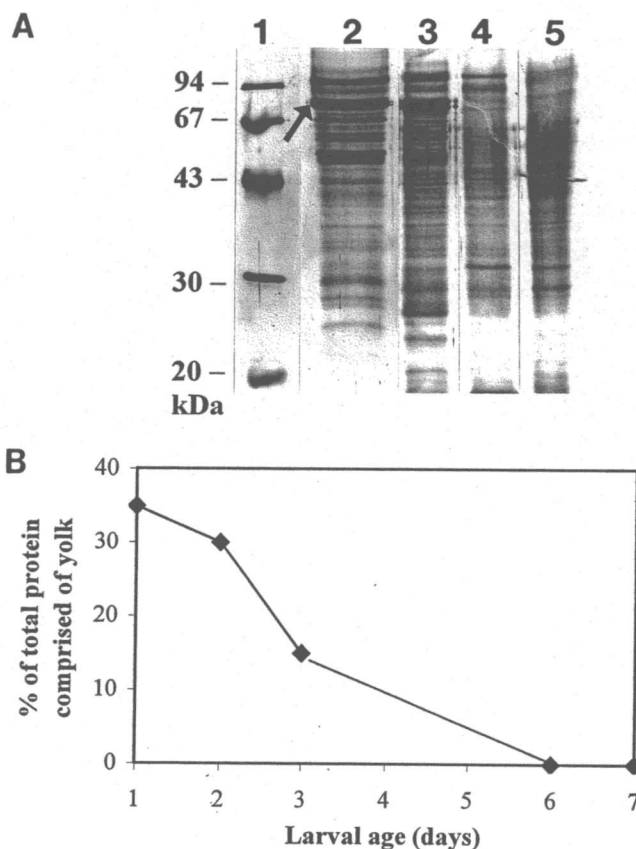 A
1 2 3 4 5
94 –
67 –
43 –
30 –
20 –
kDa
B
40
30
20
10
0
% of total protein
comprised of yolk
1 2 3 4 5 6 7
Larval age (days)